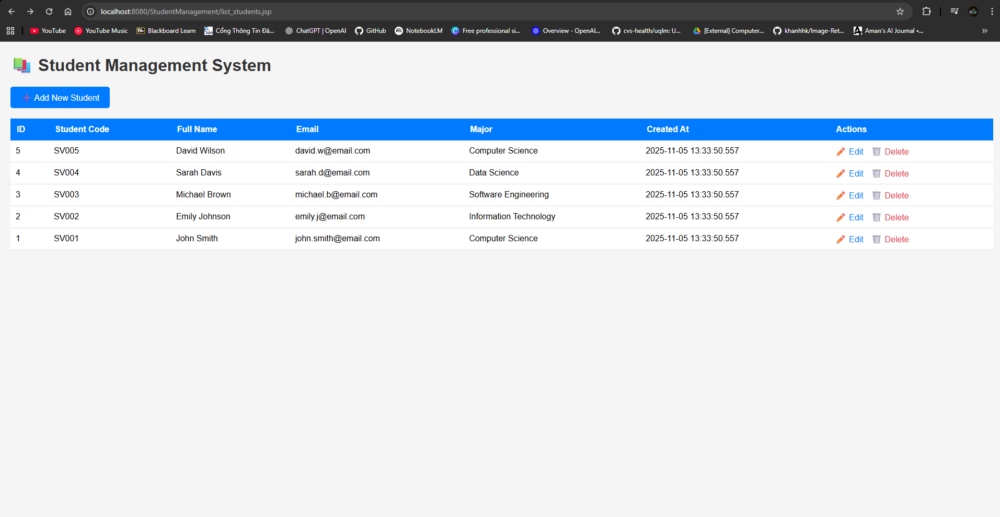 localhost:8080/StudentManagement/list_students.jsp
YouTube YouTube Music Bb Blackboard Learn Cổng Thông Tin Đà... ChatGPT | OpenAI GitHub NotebookLM Free professional si... Overview - OpenAI... cvs-health/uqlm: U... [External] Computer... khanhhk/Image-Ret... Aman's AI Journal •...
Student Management System
Add New Student
ID Student Code Full Name Email Major Created At Actions
5 SV005 David Wilson david.w@email.com Computer Science 2025-11-05 13:33:50.557 Edit Delete
4 SV004 Sarah Davis sarah.d@email.com Data Science 2025-11-05 13:33:50.557 Edit Delete
3 SV003 Michael Brown michael.b@email.com Software Engineering 2025-11-05 13:33:50.557 Edit Delete
2 SV002 Emily Johnson emily.j@email.com Information Technology 2025-11-05 13:33:50.557 Edit Delete
1 SV001 John Smith john.smith@email.com Computer Science 2025-11-05 13:33:50.557 Edit Delete